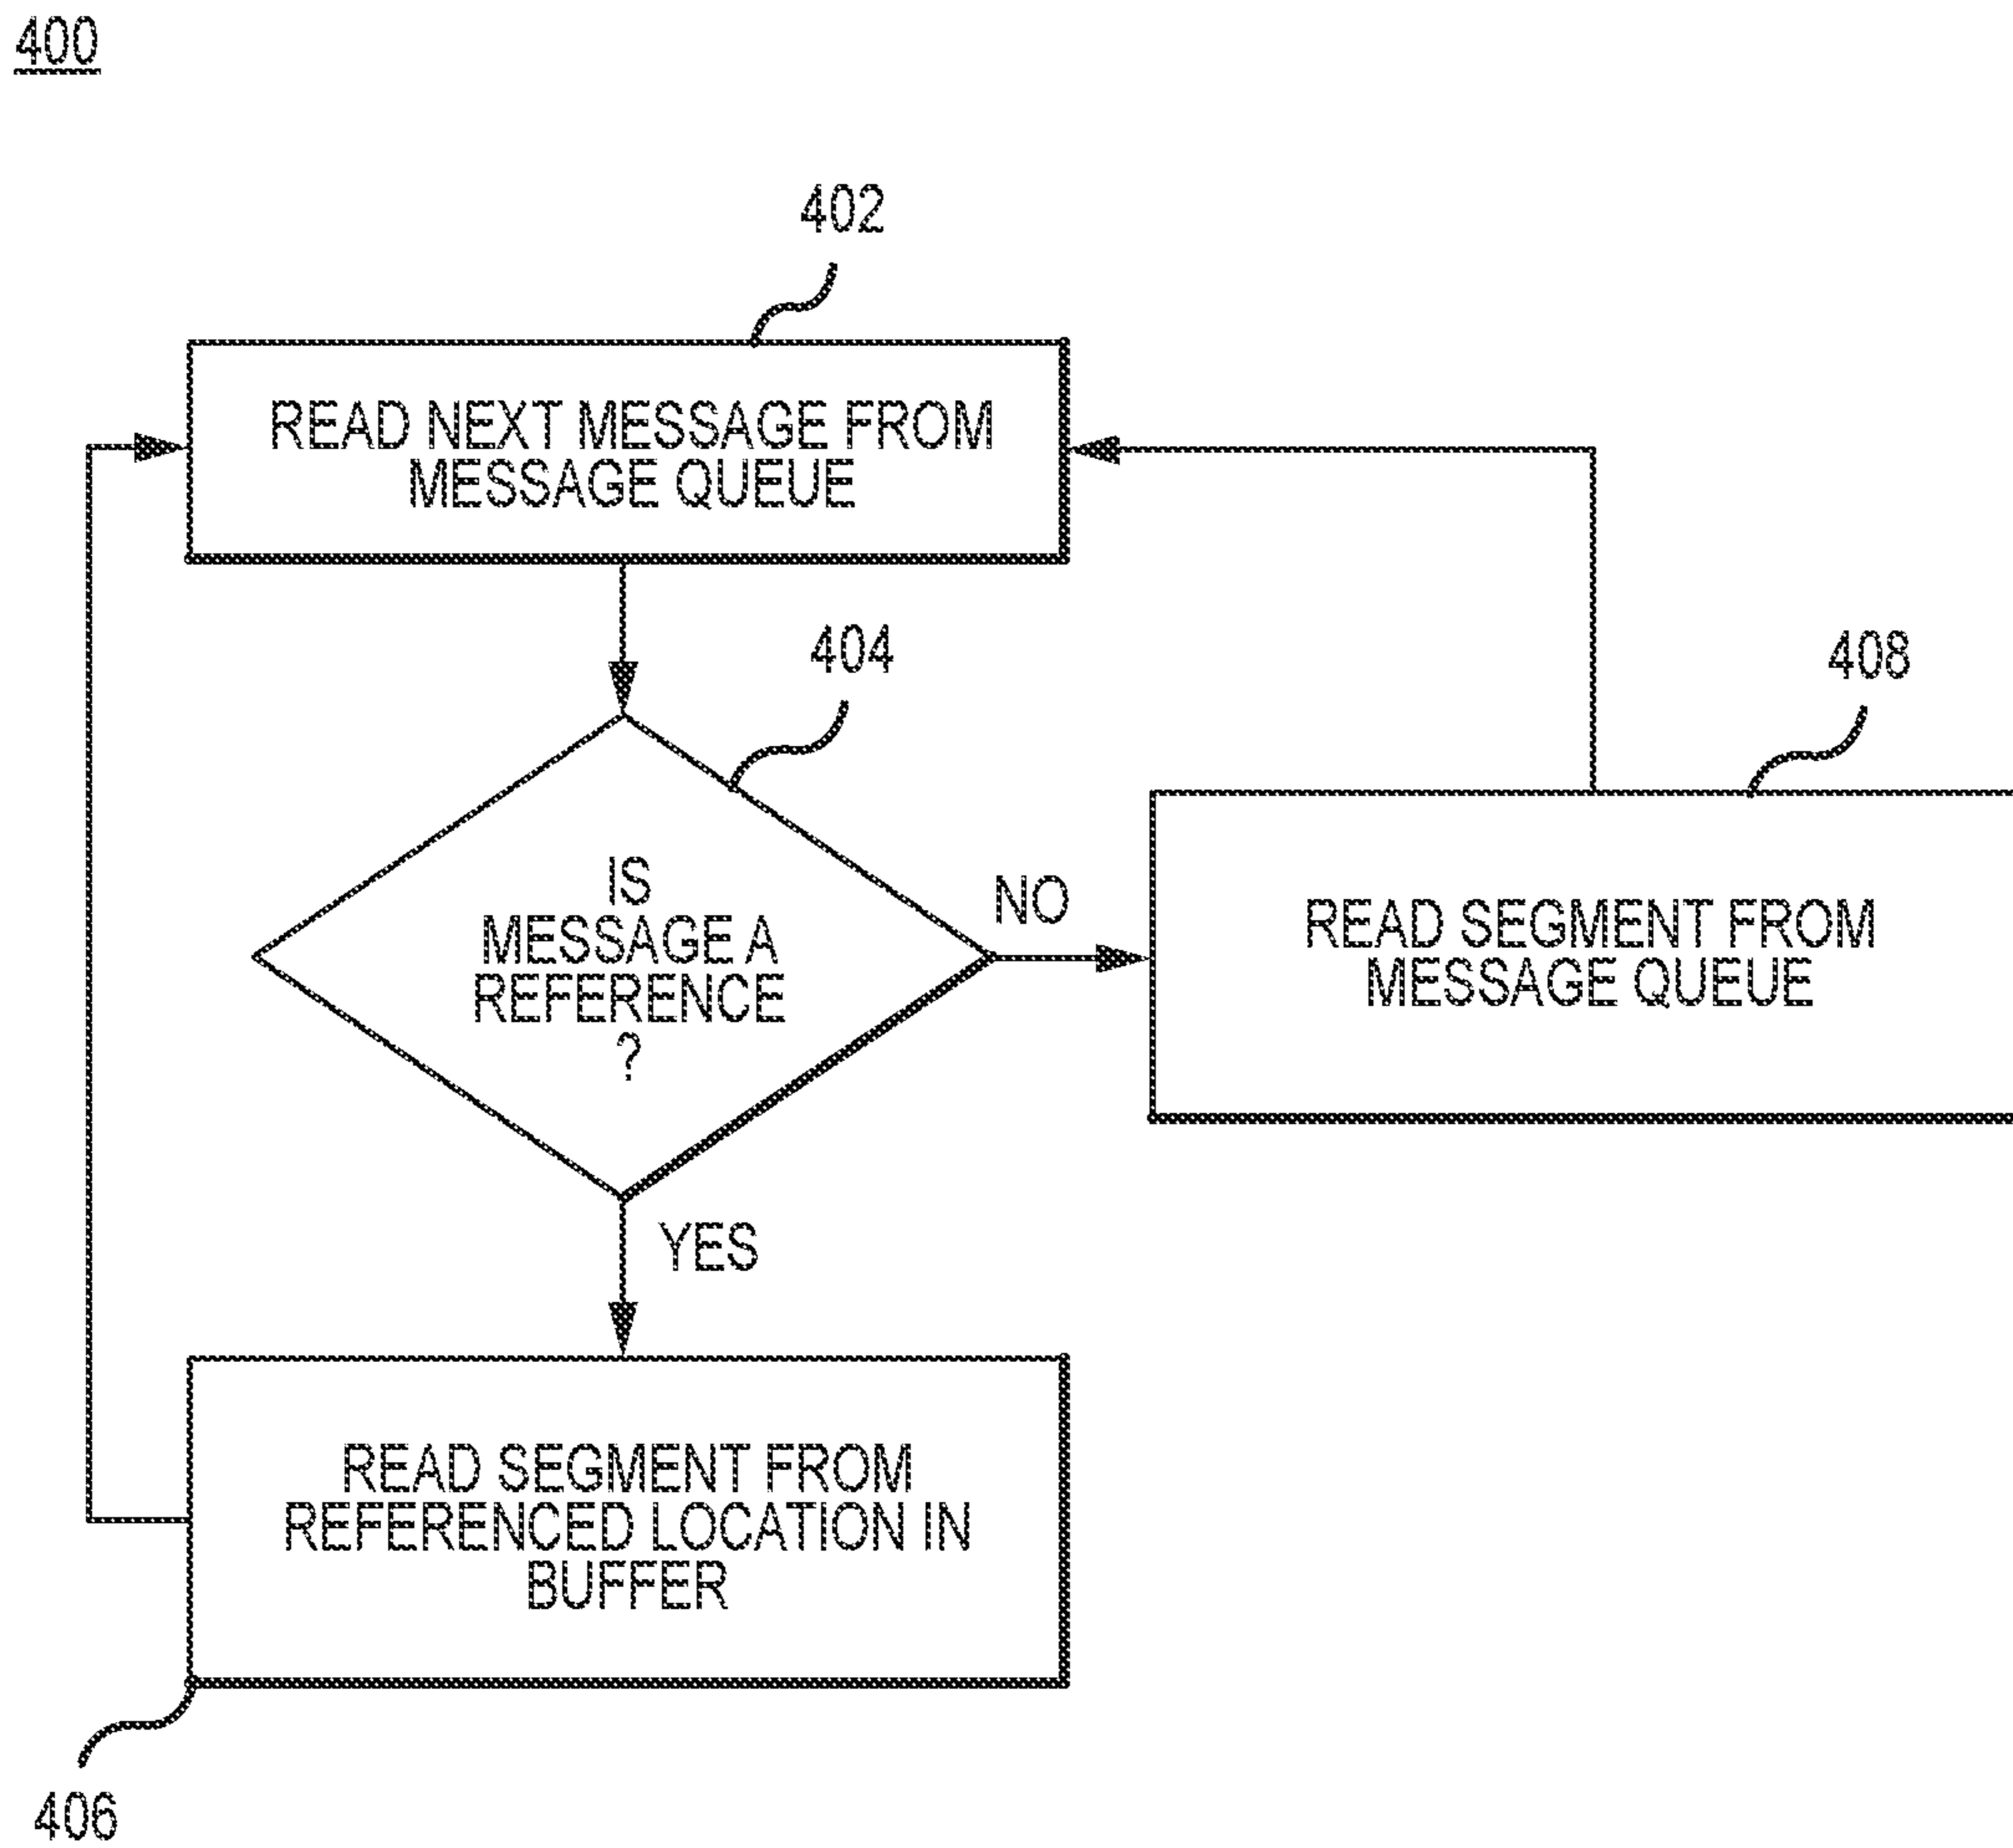 400
402
READ NEXT MESSAGE FROM
MESSAGE QUEUE
404
408
IS
MESSAGE A
REFERENCE
?
NO
READ SEGMENT FROM
MESSAGE QUEUE
YES
READ SEGMENT FROM
REFERENCED LOCATION IN
BUFFER
406